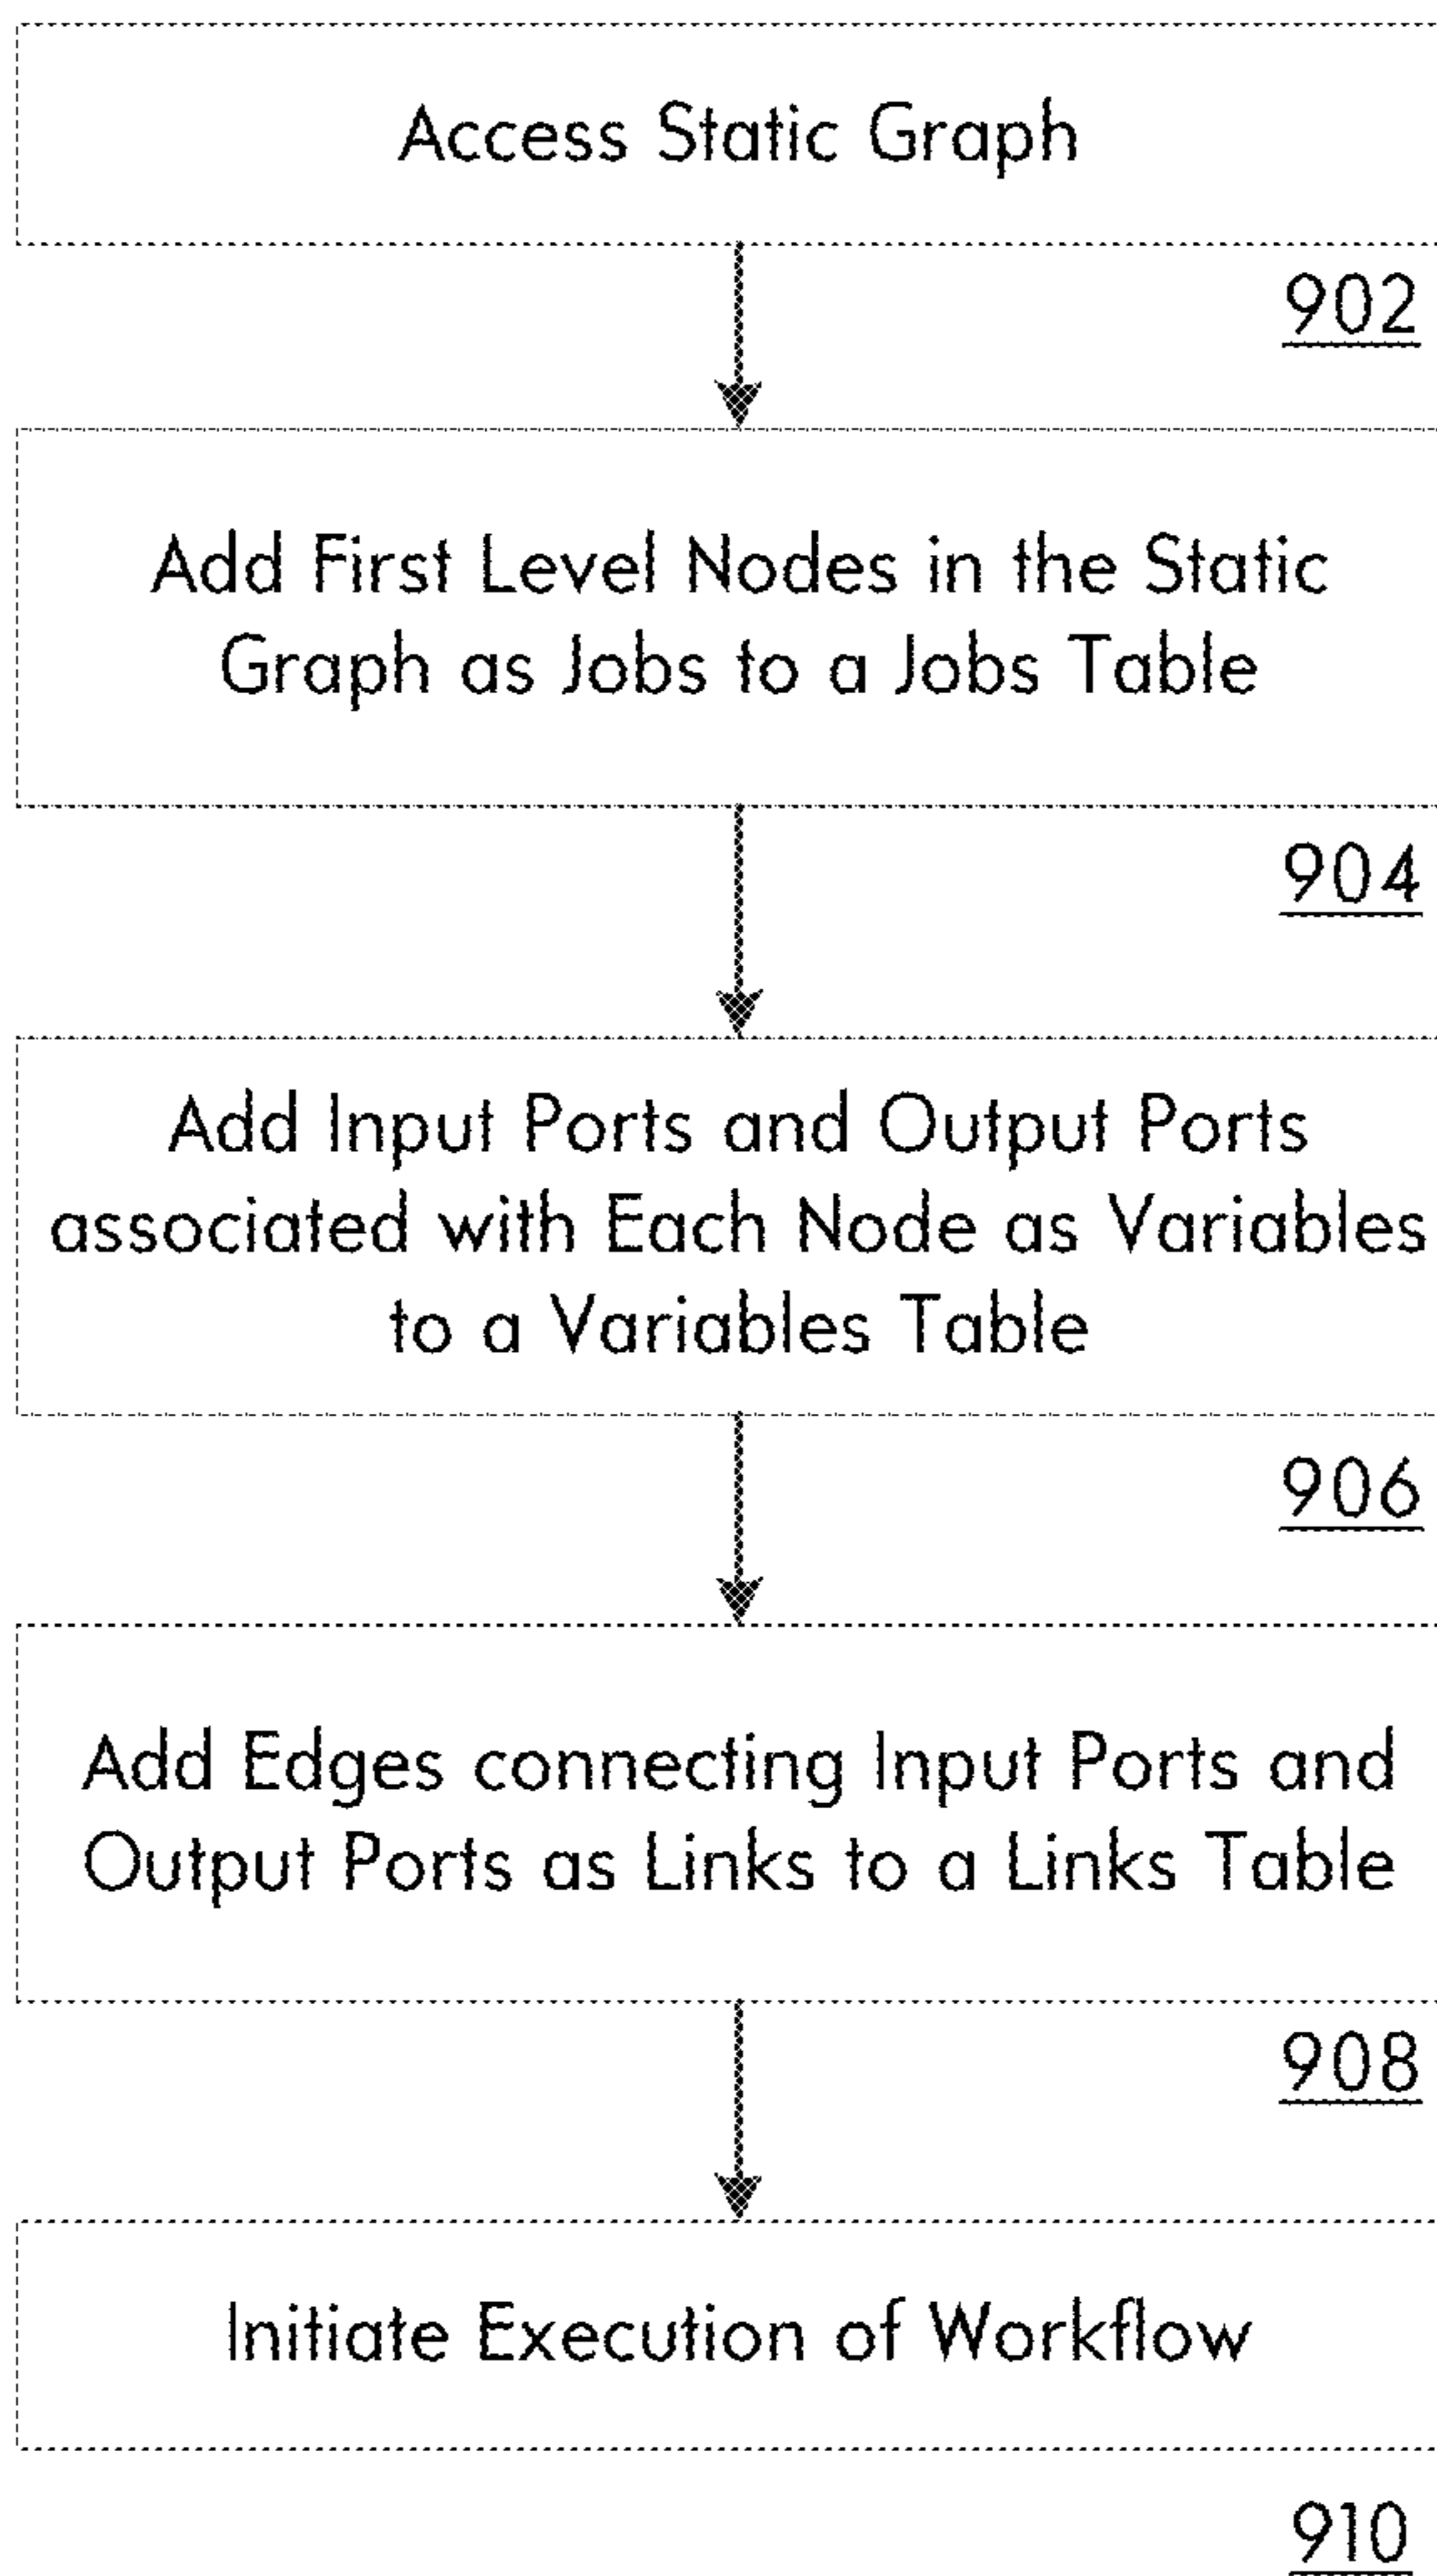 Access Static Graph
902
Add First Level Nodes in the Static
Graph as Jobs to a Jobs Table
904
Add Input Ports and Output Ports
associated with Each Node as Variables
to a Variables Table
906
Add Edges connecting Input Ports and
Output Ports as Links to a Links Table
908
Initiate Execution of Workflow
910